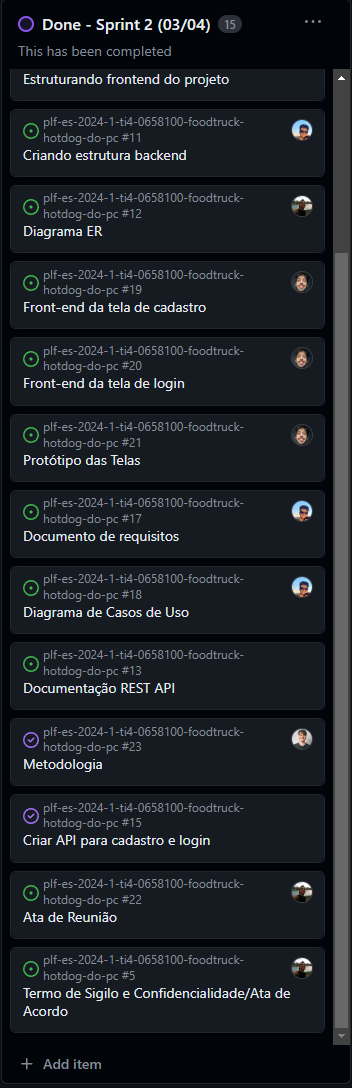 Done - Sprint 2 (03/04) 15
This has been completed
Estruturando frontend do projeto
plf-es-2024-1-ti4-0658100-foodtruck-
hotdog-do-pc #11
Criando estrutura backend
plf-es-2024-1-ti4-0658100-foodtruck-
hotdog-do-pc #12
Diagrama ER
plf-es-2024-1-ti4-0658100-foodtruck-
hotdog-do-pc #19
Front-end da tela de cadastro
plf-es-2024-1-ti4-0658100-foodtruck-
hotdog-do-pc #20
Front-end da tela de login
plf-es-2024-1-ti4-0658100-foodtruck-
hotdog-do-pc #21
Protótipo das Telas
plf-es-2024-1-ti4-0658100-foodtruck-
hotdog-do-pc #17
Documento de requisitos
plf-es-2024-1-ti4-0658100-foodtruck-
hotdog-do-pc #18
Diagrama de Casos de Uso
plf-es-2024-1-ti4-0658100-foodtruck-
hotdog-do-pc #13
Documentação REST API
plf-es-2024-1-ti4-0658100-foodtruck-
hotdog-do-pc #23
Metodologia
plf-es-2024-1-ti4-0658100-foodtruck-
hotdog-do-pc #15
Criar API para cadastro e login
plf-es-2024-1-ti4-0658100-foodtruck-
hotdog-do-pc #22
Ata de Reunião
plf-es-2024-1-ti4-0658100-foodtruck-
hotdog-do-pc #5
Termo de Sigilo e Confidencialidade/Ata de
Acordo
Add item